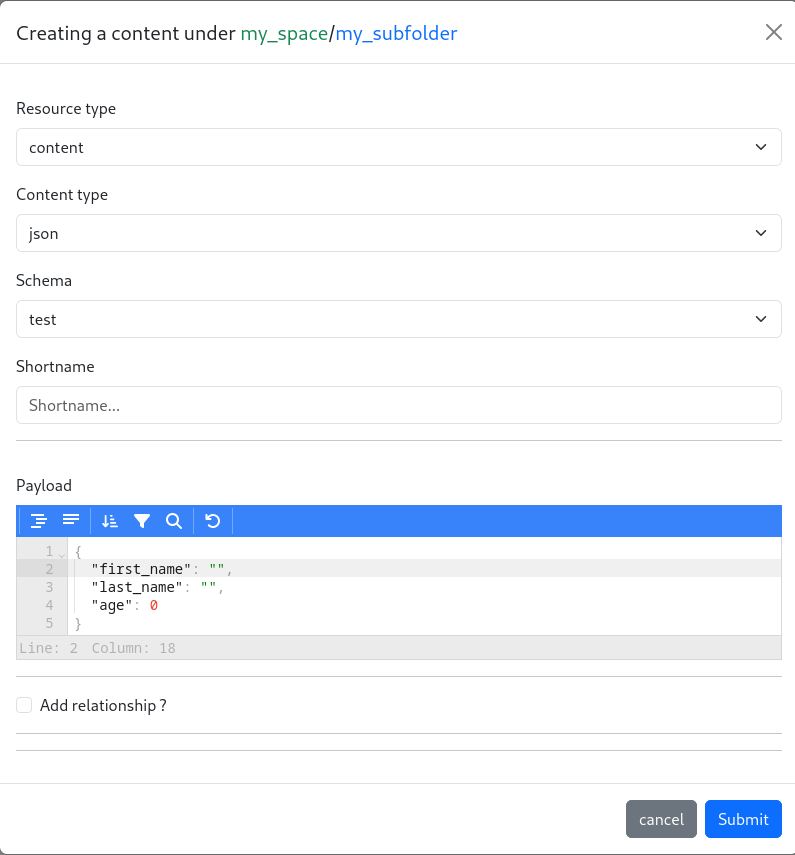 Creating a content under my_space/my_subfolder
Resource type
content
Content type
json
Schema
test
Shortname
Shortname...
Payload
1 {
2 "first_name": "",
3 "last_name": "",
4 "age": 0
5 }
Line: 2 Column: 18
Add relationship ?
cancel Submit